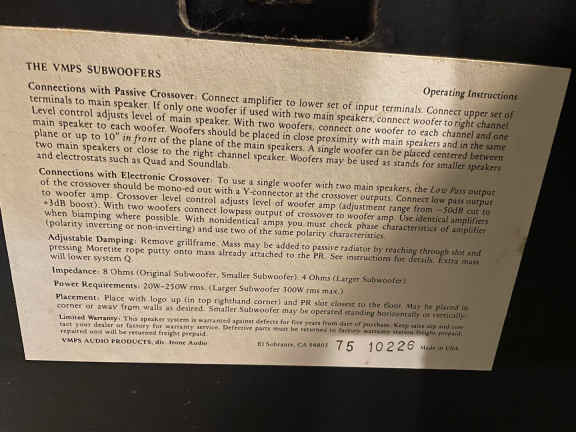 THE VMPS SUBWOOFERS
Operating Instructions
Connections with Passive Crossover: Connect amplifier to lower set of input terminals. Connect upper set of
terminals to main speaker. If only one woofer if used with two main speakers, connect woofer to right channel
Level control adjusts level of main speaker. With two woofers, connect one woofer to each channel and one
main speaker to each woofer. Woofers should be placed in close proximity with main speakers and in the same
plane or up to 10" in front of the plane of the main speakers. A single woofer can be placed centered between
two main speakers or close to the right channel speaker. Woofers may be used as stands for smaller speakers
and electrostats such as Quad and Soundlab.
Connections with Electronic Crossover: To use a single woofer with two main speakers, the Low Pass output
of the crossover should be mono-ed out with a Y-connector at the crossover outputs. Connect low pass output
to woofer amp. Crossover level control adjusts level of woofer amp (adjustment range from -50dB cut to
+3dB boost). With two woofers connect lowpass output of crossover to woofer amp. Use identical amplifiers
when biamping where possible. With nonidentical amps you must check phase characteristics of amplifier
(polarity inverting or non-inverting) and use two of the same polarity characteristics.
Adjustable Damping: Remove grillframe. Mass may be added to passive radiator by reaching through slot and
pressing Moretite rope putty onto mass already attached to the PR. See instructions for details. Extra mass
will lower system Q.
Impedance: 8 Ohms (Original Subwoofer, Smaller Subwoofer). 4 Ohms (Larger Subwoofer)
Power Requirements: 20W-250W rms. (Larger Subwoofer 300W rms max.)
Placement: Place with logo up (in top righthand corner) and PR slot closest to the floor. May be placed in
corner or away from walls as desired. Smaller Subwoofer may be operated standing horizontally or vertically.
Limited Warranty: This speaker system is warranted against defects for five years from date of purchase. Keep sales slip and con-
tact your dealer or factory for warranty service. Defective parts must be returned to factory warranty station freight prepaid,
repaired unit will be returned freight prepaid.
VMPS AUDIO PRODUCTS, div. Itone Audio El Sobrante, CA 94803 75 10226 Made in USA